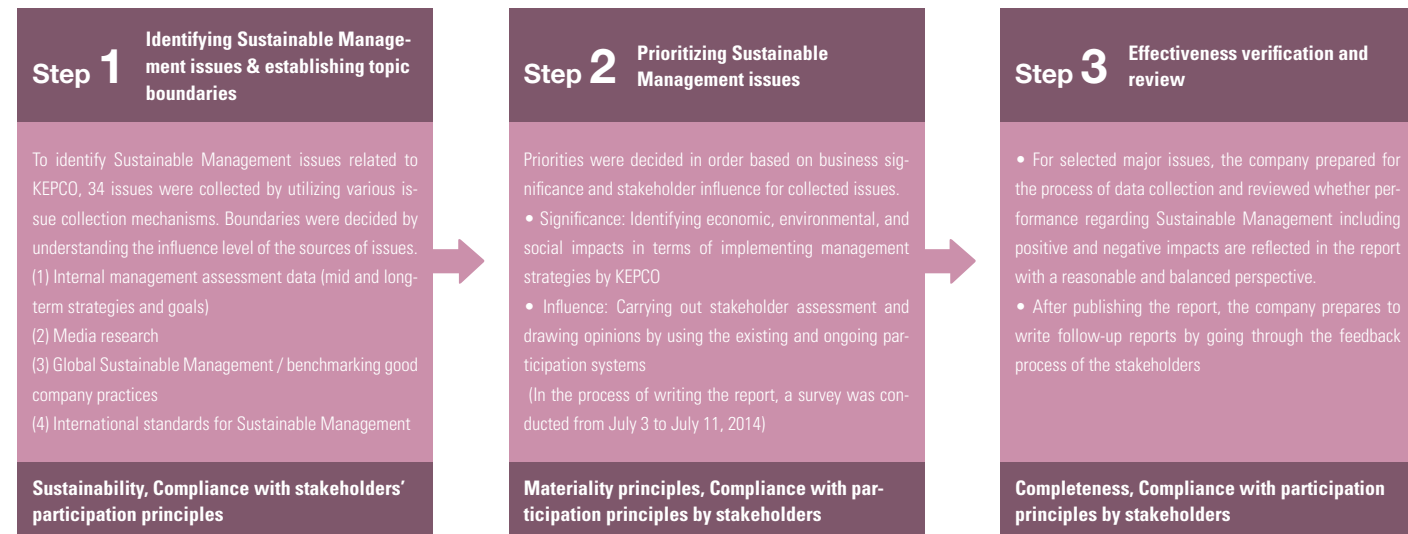 Step 1
Identifying Sustainable Manage-
ment issues & establishing topic
boundaries
To identify Sustainable Management issues related to
KEPCO, 34 issues were collected by utilizing various is-
sue collection mechanisms. Boundaries were decided by
understanding the influence level of the sources of issues.
(1) Internal management assessment data (mid and long-
term strategies and goals)
(2) Media research
(3) Global Sustainable Management / benchmarking good
company practices
(4) International standards for Sustainable Management
Sustainability, Compliance with stakeholders’
participation principles
Step 2
Prioritizing Sustainable
Management issues
Priorities were decided in order based on business sig-
nificance and stakeholder influence for collected issues.
• Significance: Identifying economic, environmental, and
social impacts in terms of implementing management
strategies by KEPCO
• Influence: Carrying out stakeholder assessment and
drawing opinions by using the existing and ongoing par-
ticipation systems
(In the process of writing the report, a survey was con-
ducted from July 3 to July 11, 2014)
Materiality principles, Compliance with par-
ticipation principles by stakeholders
Step 3
Effectiveness verification and
review
• For selected major issues, the company prepared for
the process of data collection and reviewed whether per-
formance regarding Sustainable Management including
positive and negative impacts are reflected in the report
with a reasonable and balanced perspective.
• After publishing the report, the company prepares to
write follow-up reports by going through the feedback
process of the stakeholders
Completeness, Compliance with participation
principles by stakeholders